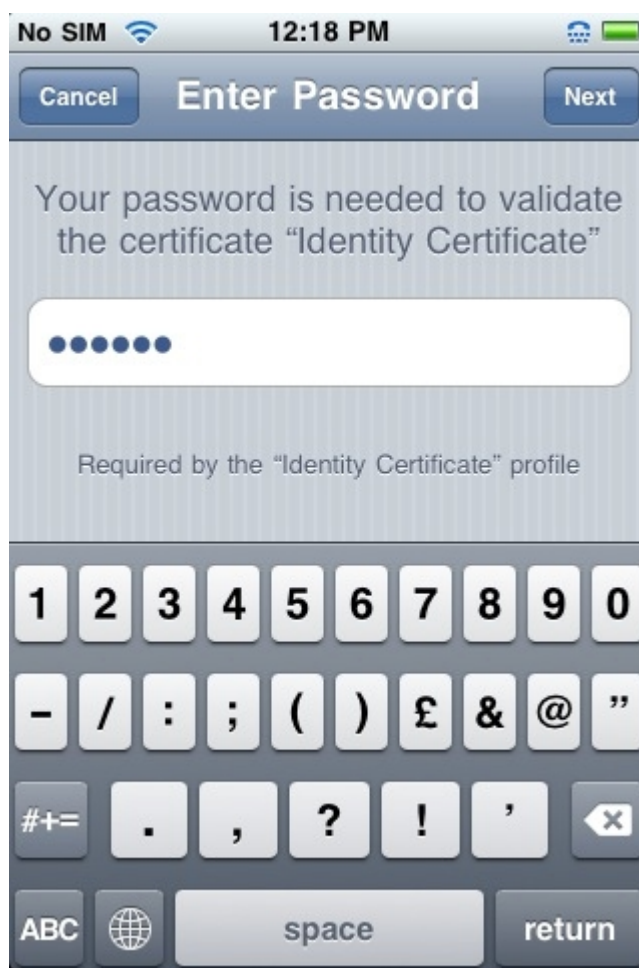 No SIM 12:18 PM
Cancel Enter Password Next
Your password is needed to validate
the certificate “Identity Certificate”
••••••
Required by the “Identity Certificate” profile
1 2 3 4 5 6 7 8 9 0
- / : ; ( ) £ & @ ”
#+= . , ? ! ’
ABC space return